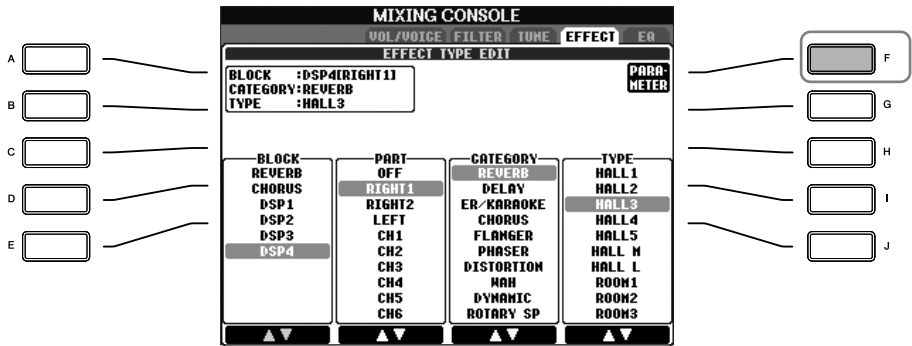 MIXING CONSOLE
VOL/VOICE FILTER TUNE EFFECT EQ
EFFECT TYPE EDIT
BLOCK :DSP4[RIGHT1]
CATEGORY:REVERB
TYPE :HALL3
PARA-
METER
A
B
C
D
E
F
G
H
I
J
BLOCK
REVERB
CHORUS
DSP1
DSP2
DSP3
DSP4
PART
OFF
RIGHT1
RIGHT2
LEFT
CH1
CH2
CH3
CH4
CH5
CH6
CATEGORY
REVERB
DELAY
ER/KARAOKE
CHORUS
FLANGER
PHASER
DISTORTION
WAH
DYNAMIC
ROTARY SP
TYPE
HALL1
HALL2
HALL3
HALL4
HALL5
HALL M
HALL L
ROOM1
ROOM2
ROOM3